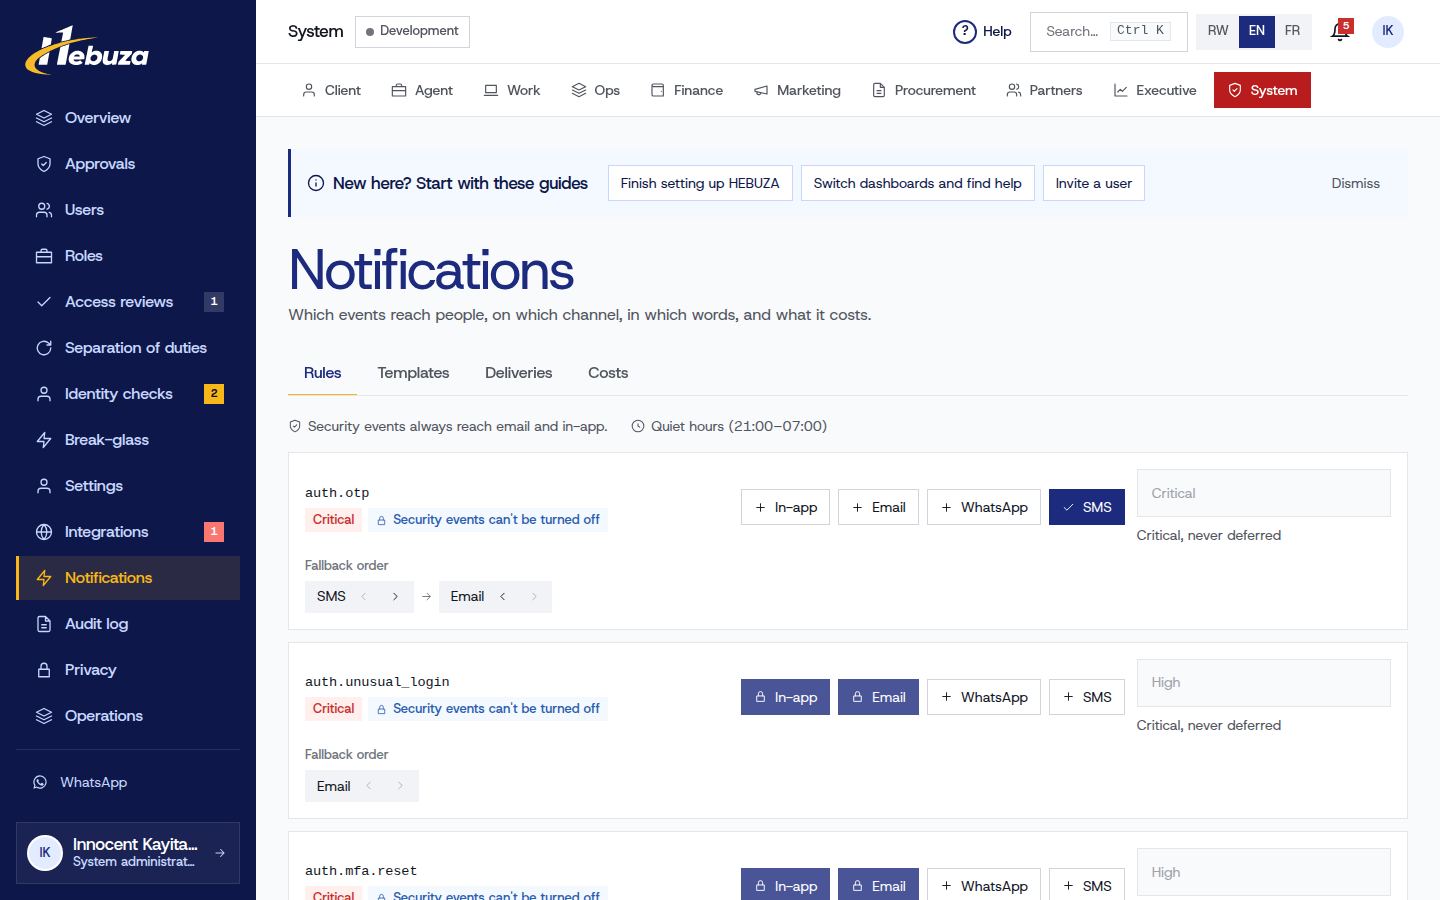 Hebuza
System
Development
? Help
Search...
Ctrl K
RW
EN
FR
5
IK
Client
Agent
Work
Ops
Finance
Marketing
Procurement
Partners
Executive
System
Overview
Approvals
Users
Roles
Access reviews 1
Separation of duties
Identity checks 2
Break-glass
Settings
Integrations 1
Notifications
Audit log
Privacy
Operations
WhatsApp
IK
Innocent Kayita...
System administrat...
New here? Start with these guides
Finish setting up HEBUZA
Switch dashboards and find help
Invite a user
Dismiss
Notifications
Which events reach people, on which channel, in which words, and what it costs.
Rules
Templates
Deliveries
Costs
Security events always reach email and in-app.
Quiet hours (21:00–07:00)
auth.otp
Critical
Security events can't be turned off
In-app
Email
WhatsApp
SMS
Critical
Critical, never deferred
Fallback order
SMS
Email
auth.unusual_login
Critical
Security events can't be turned off
In-app
Email
WhatsApp
SMS
High
Critical, never deferred
Fallback order
Email
auth.mfa.reset
Critical
Security events can't be turned off
In-app
Email
WhatsApp
SMS
High